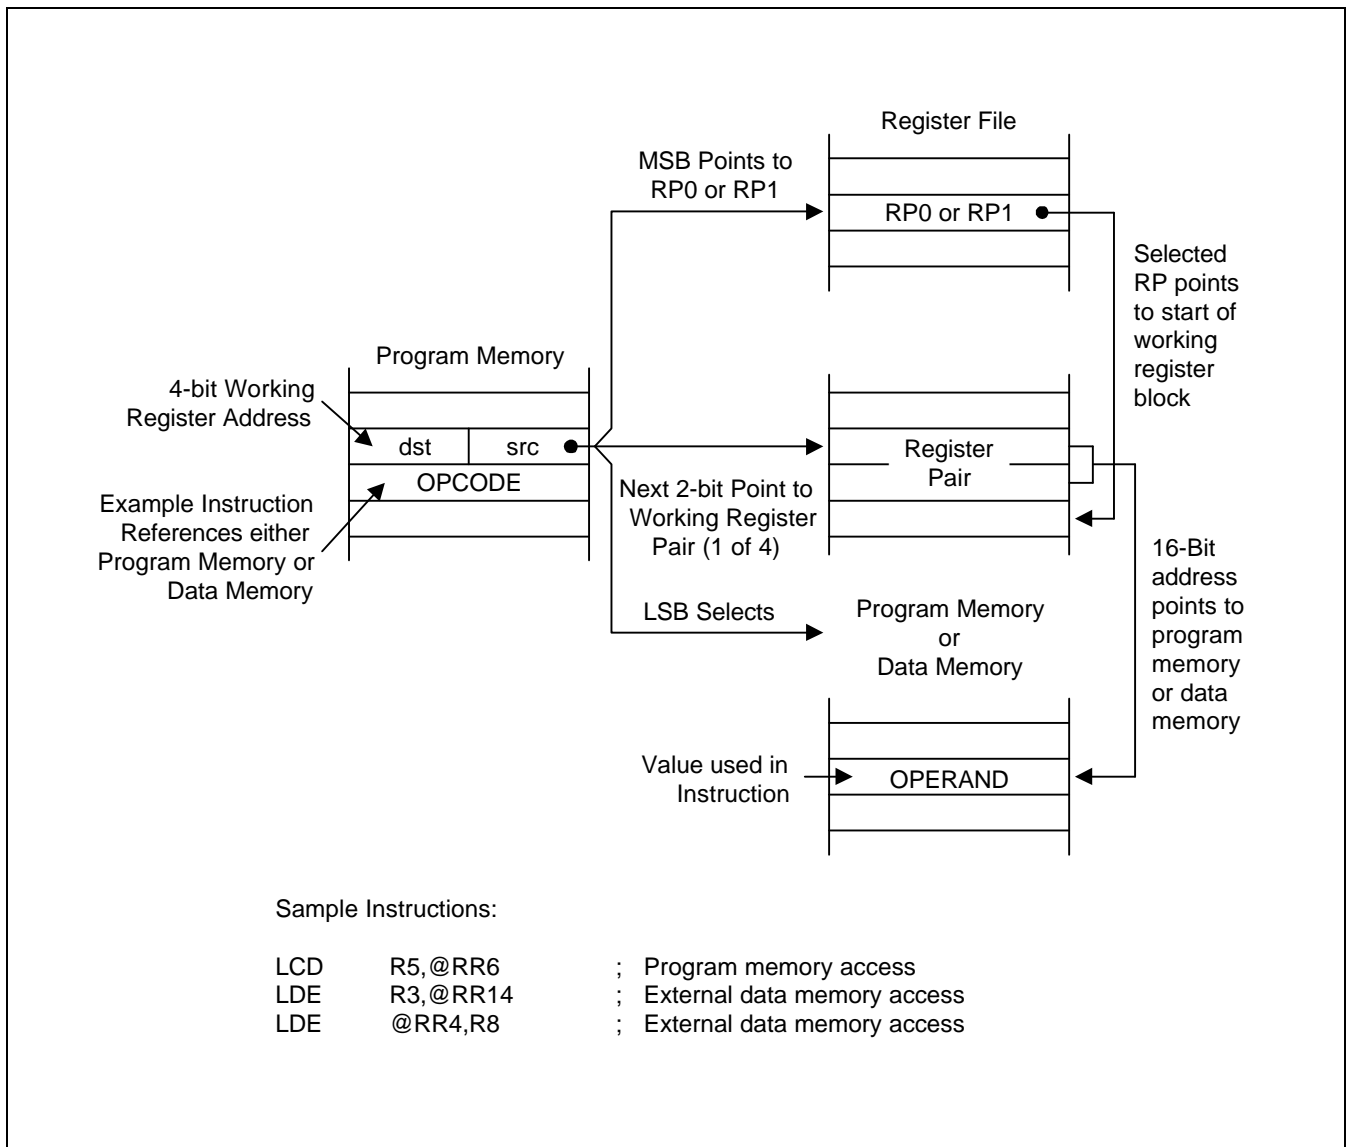 Register File
MSB Points to
RP0 or RP1
RP0 or RP1
Selected
RP points
to start of
working
register
block
Program Memory
4-bit Working
Register Address
dst src
OPCODE
Example Instruction
References either
Program Memory or
Data Memory
Next 2-bit Point to
Working Register
Pair (1 of 4)
Register
Pair
16-Bit
address
points to
program
memory
or data
memory
LSB Selects
Program Memory
or
Data Memory
Value used in
Instruction
OPERAND
Sample Instructions:
LCD R5,@RR6 ; Program memory access
LDE R3,@RR14 ; External data memory access
LDE @RR4,R8 ; External data memory access